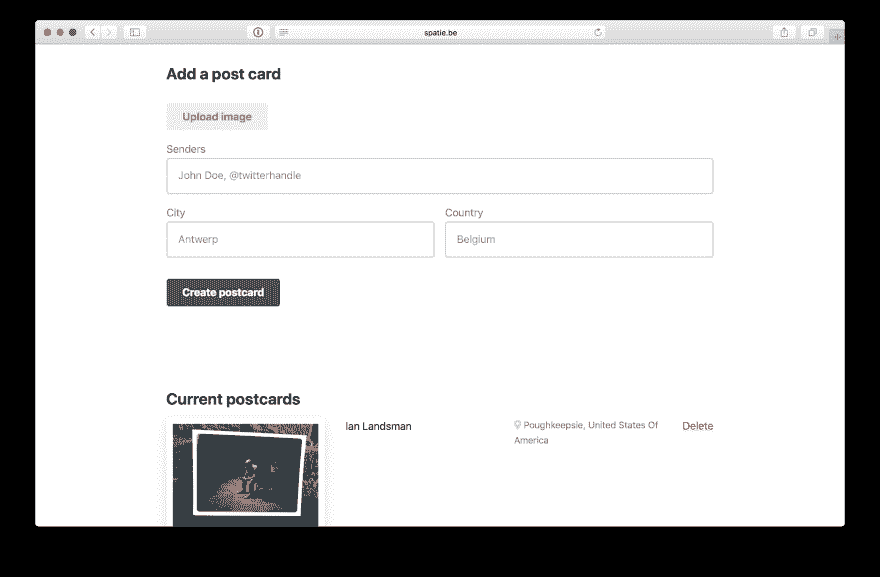 spatie.be
Add a post card
Upload image
Senders
John Doe, @twitterhandle
City Country
Antwerp Belgium
Create postcard
Current postcards
Ian Landsman Poughkeepsie, United States Of Delete
America